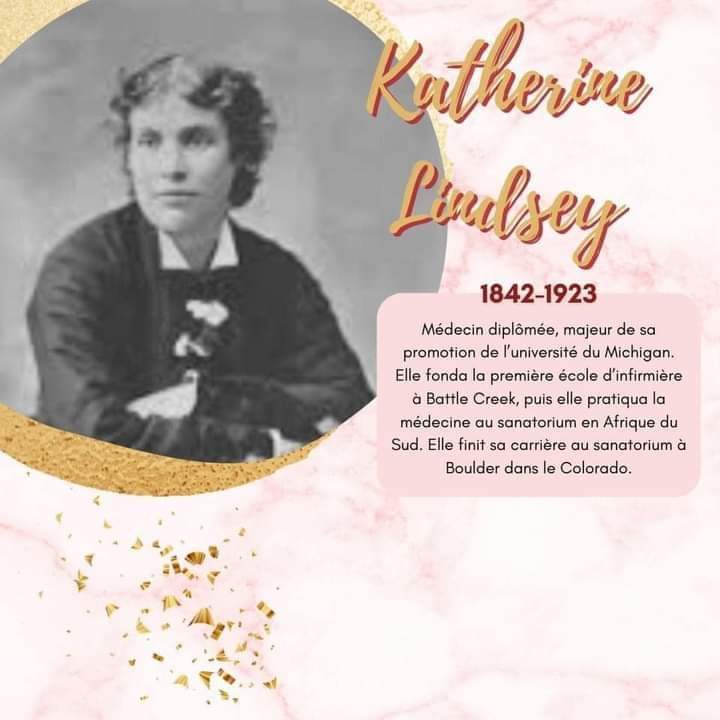 Katherine
Lindsey
1842-1923
Médecin diplômée, majeur de sa
promotion de l'université du Michigan.
Elle fonda la première école d'infirmière
à Battle Creek, puis elle pratiqua la
médecine au sanatorium en Afrique du
Sud. Elle finit sa carrière au sanatorium à
Boulder dans le Colorado.